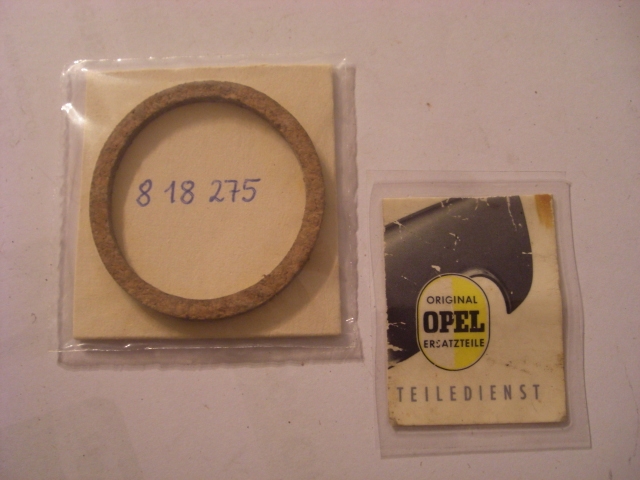 8 18 275
ORIGINAL
OPEL
ERSATZTEILE
TEILEDIENST